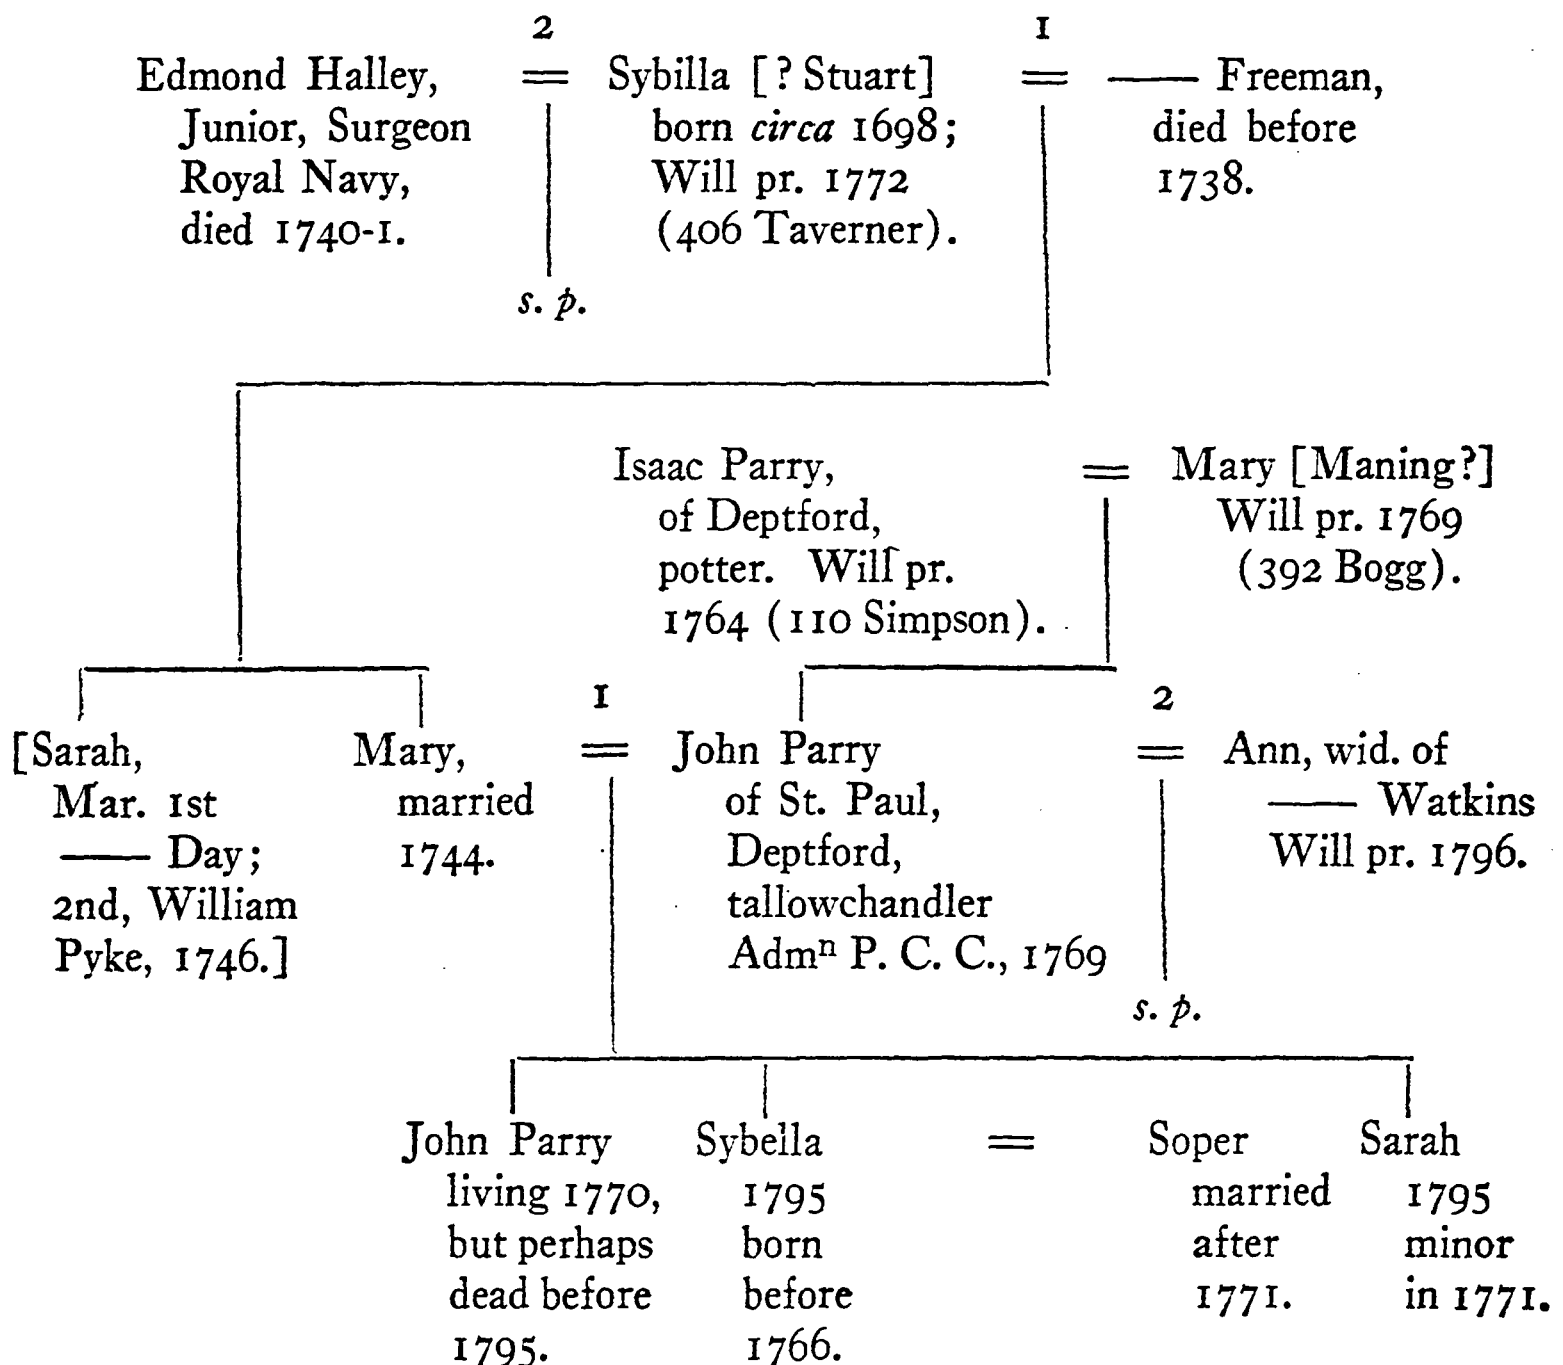 2 1
Edmond Halley, = Sybilla [? Stuart] = —— Freeman,
Junior, Surgeon born circa 1698; died before
Royal Navy, Will pr. 1772 1738.
died 1740-1. (406 Taverner).
s. p.
Isaac Parry, = Mary [Maning?]
of Deptford, Will pr. 1769
potter. Will pr. (392 Bogg).
1764 (110 Simpson).
1 2
[Sarah, Mary, = John Parry = Ann, wid. of
Mar. 1st married of St. Paul, —— Watkins
—— Day; 1744. Deptford, Will pr. 1796.
2nd, William tallowchandler
Pyke, 1746.] Admⁿ P. C. C., 1769
s. p.
John Parry Sybella = Soper Sarah
living 1770, 1795 married 1795
but perhaps born after minor
dead before before 1771. in 1771.
1795. 1766.